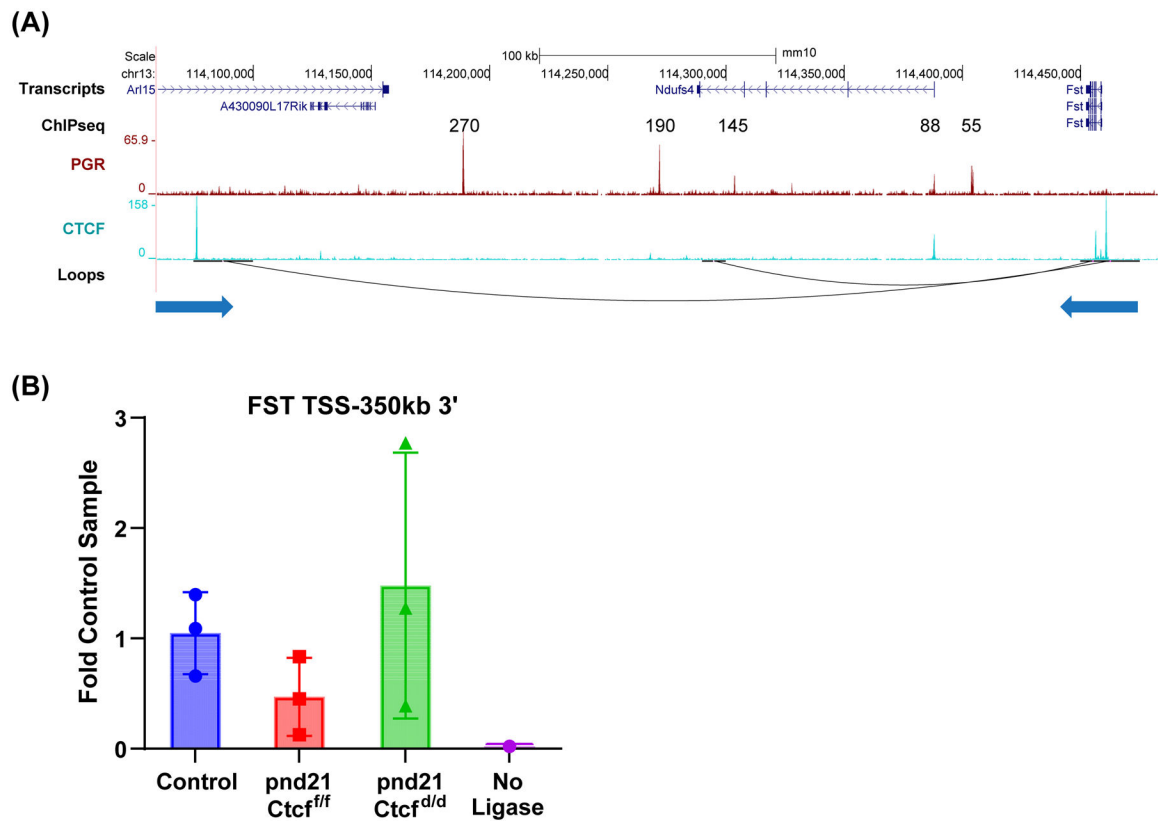 (A)
Scale 100 kb mm10
chr13: 114,100,000 114,150,000 114,200,000 114,250,000 114,300,000 114,350,000 114,400,000 114,450,000
Transcripts Arl15 Ndufs4 Fst
A430090L17Rik Fst
ChIPseq 270 190 145 88 55 Fst
65.9
PGR
0
158
CTCF
0
Loops
(B)
FST TSS-350kb 3'
3
2
1
0
Fold Control Sample
Control pnd21 pnd21 No
Ctcf^f/f Ctcf^d/d Ligase